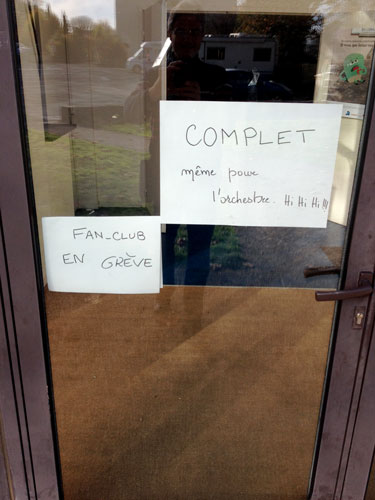 COMPLET
même pour
l'orchestre. Hi Hi Hi !!!
FAN_CLUB
EN GRÈVE